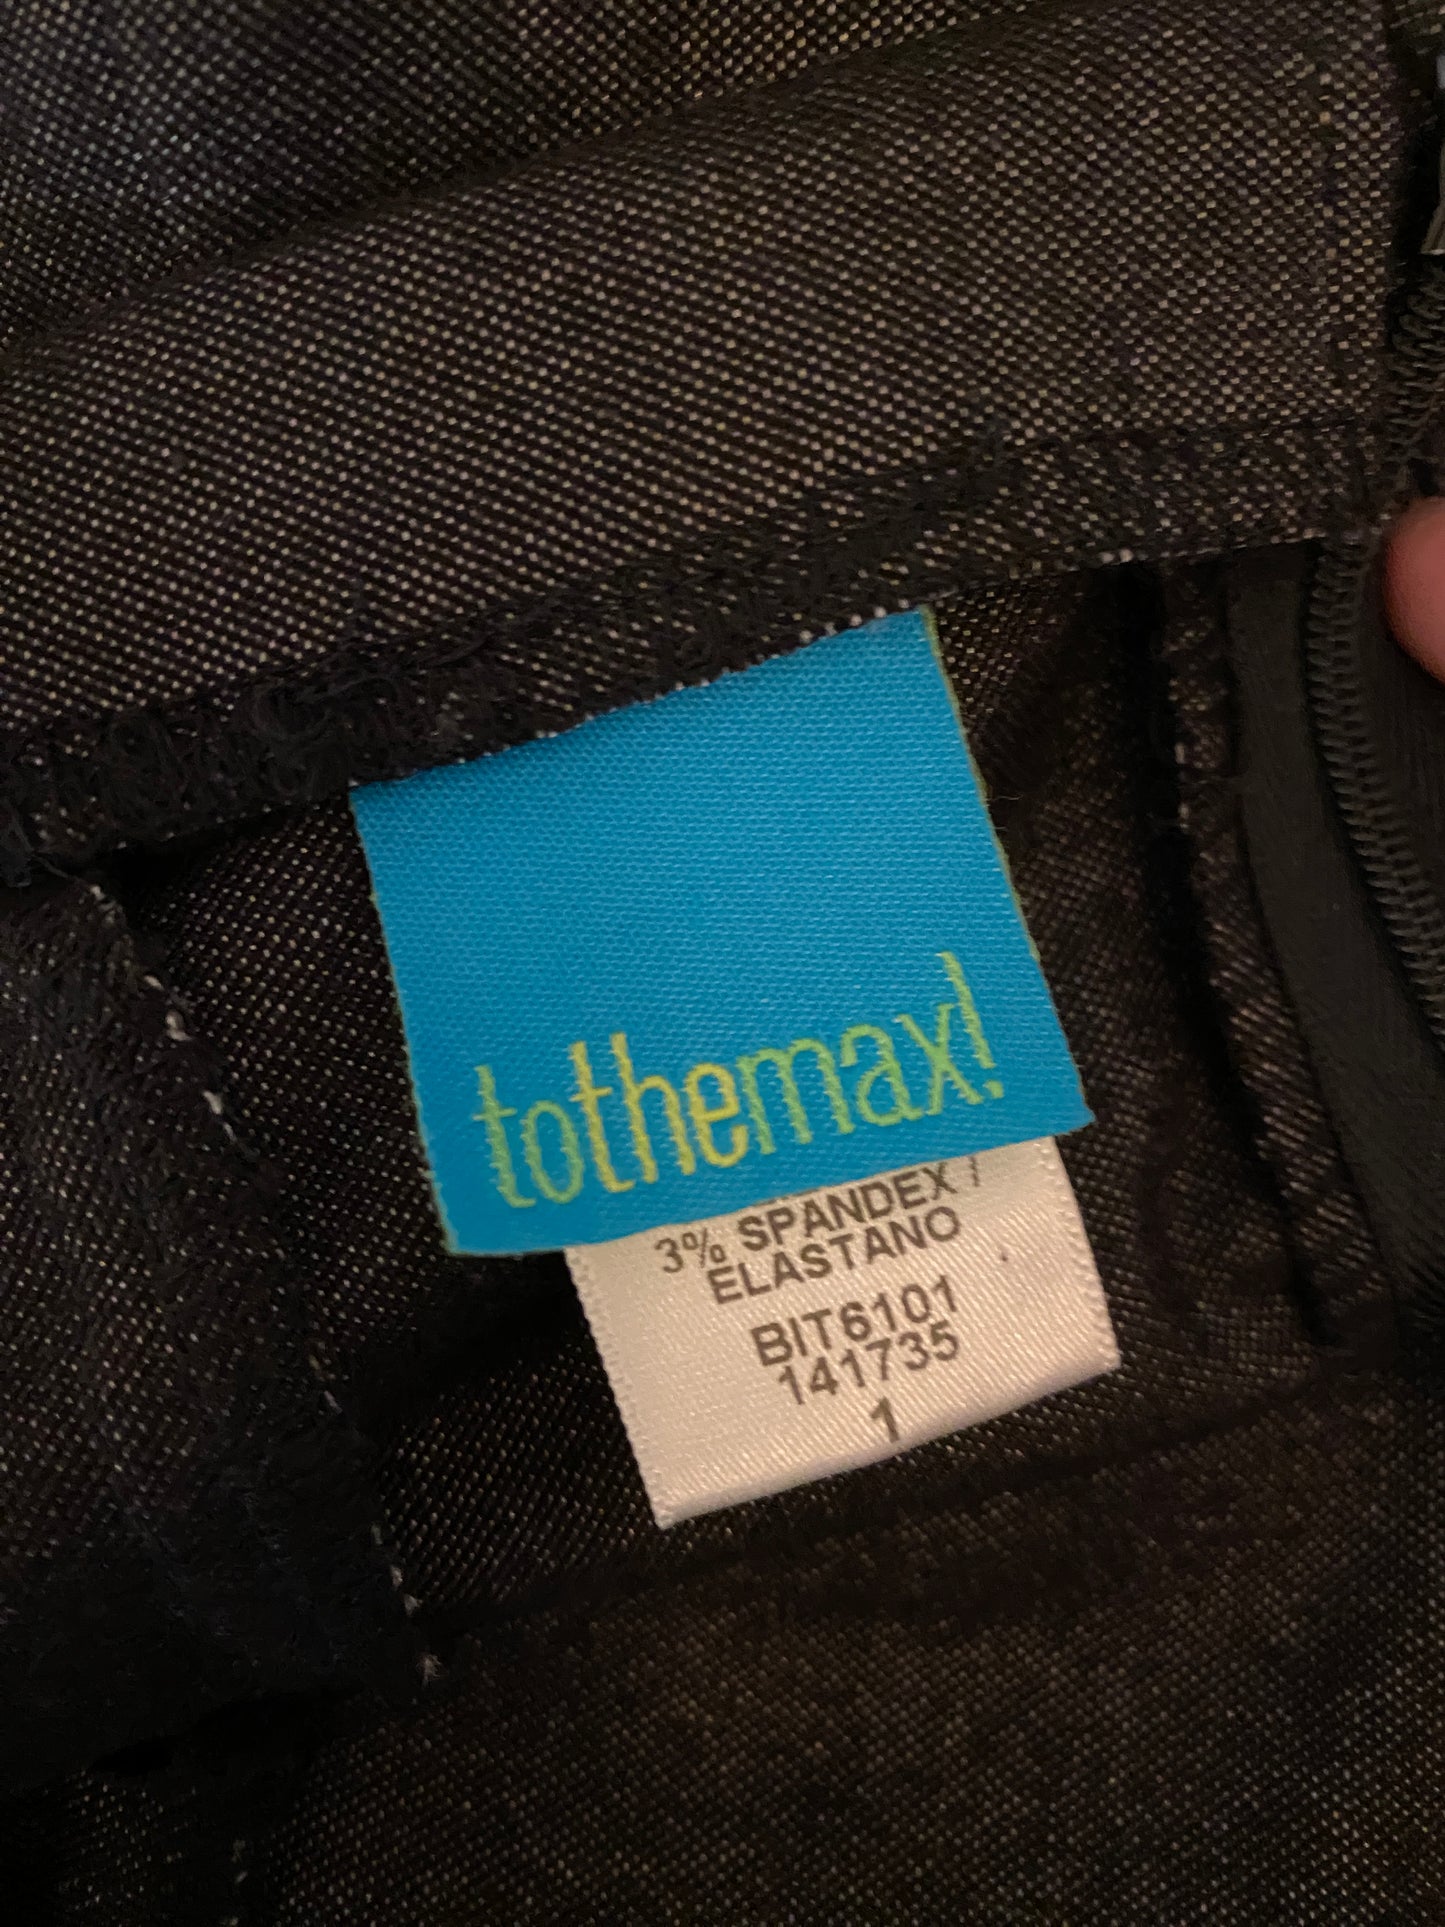 tothemax!
3% SPANDEX /
ELASTANO
BIT6101
141735
1